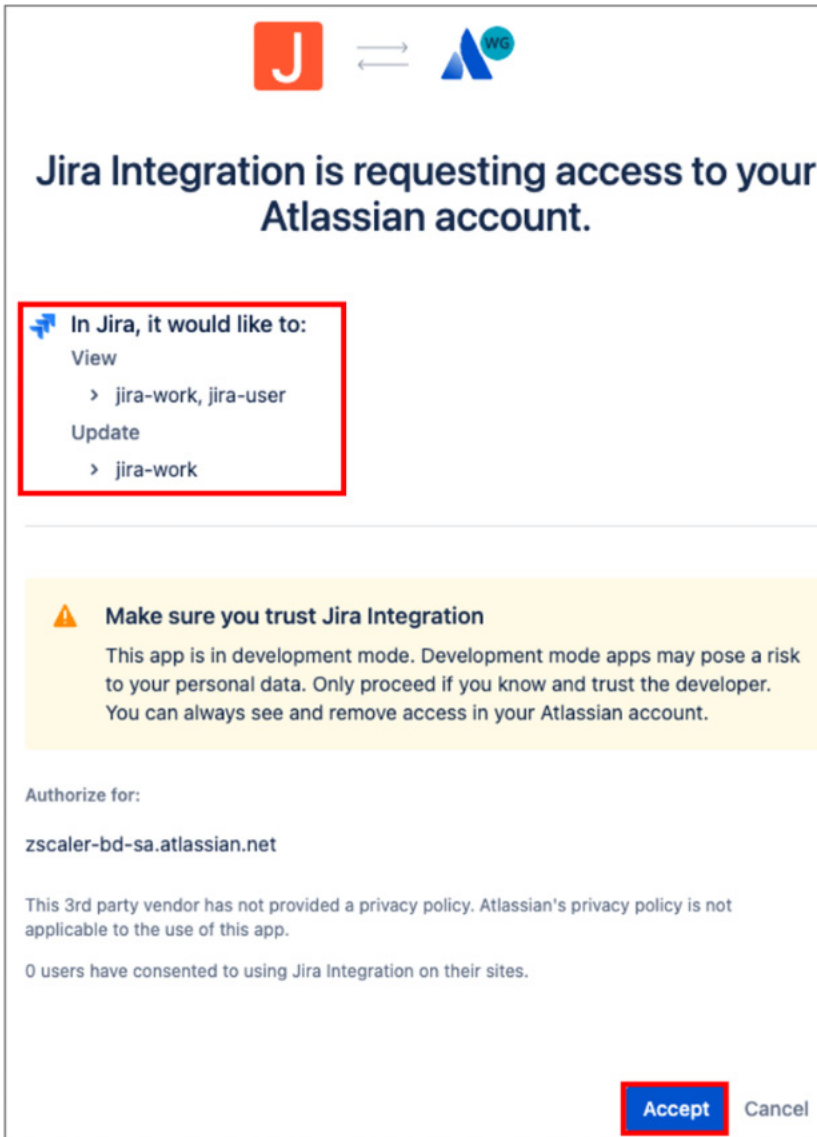 J
WG
Jira Integration is requesting access to your
Atlassian account.
In Jira, it would like to:
View
> jira-work, jira-user
Update
> jira-work
Make sure you trust Jira Integration
This app is in development mode. Development mode apps may pose a risk
to your personal data. Only proceed if you know and trust the developer.
You can always see and remove access in your Atlassian account.
Authorize for:
zscaler-bd-sa.atlassian.net
This 3rd party vendor has not provided a privacy policy. Atlassian's privacy policy is not
applicable to the use of this app.
0 users have consented to using Jira Integration on their sites.
Accept Cancel